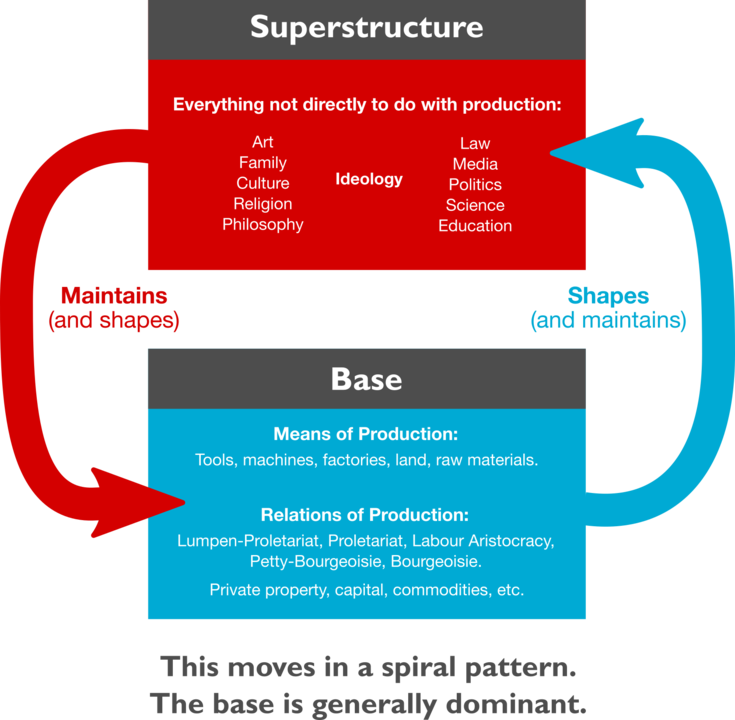 Superstructure
Everything not directly to do with production:
Art
Family
Culture
Religion
Philosophy
Ideology
Law
Media
Politics
Science
Education
Maintains
(and shapes)
Shapes
(and maintains)
Base
Means of Production:
Tools, machines, factories, land, raw materials.
Relations of Production:
Lumpen-Proletariat, Proletariat, Labour Aristocracy,
Petty-Bourgeoisie, Bourgeoisie.
Private property, capital, commodities, etc.
This moves in a spiral pattern.
The base is generally dominant.